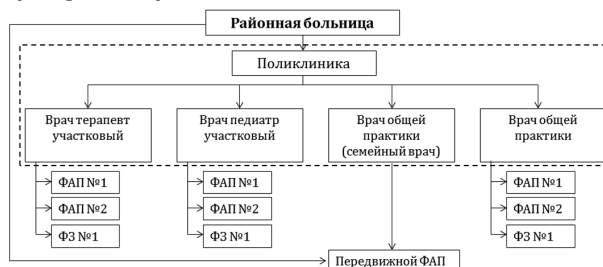 Районная больница
Поликлиника
Врач терапевт
участковый
Врач педиатр
участковый
Врач общей
практики
(семейный врач)
Врач общей
практики
ФАП №1
ФАП №2
ФЗ №1
ФАП №1
ФАП №2
ФЗ №1
ФАП №1
ФАП №2
ФЗ №1
Передвижной ФАП